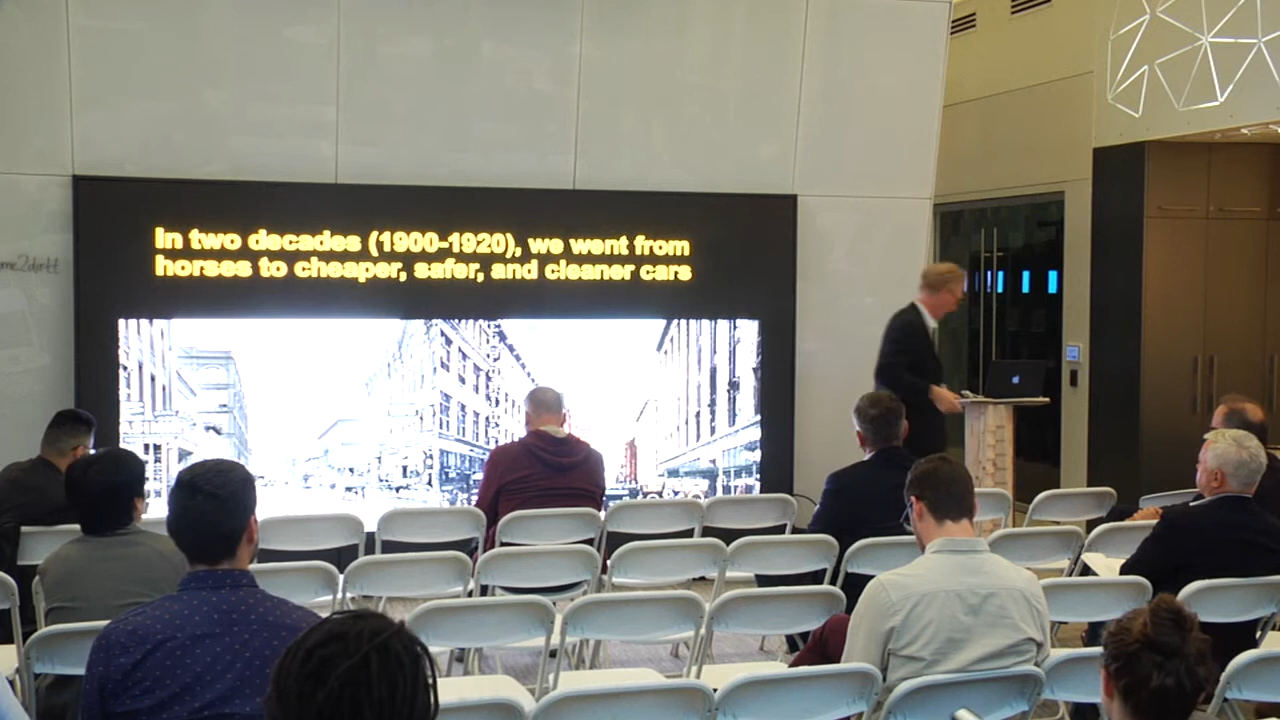 In two decades (1900-1920), we went from
horses to cheaper, safer, and cleaner cars